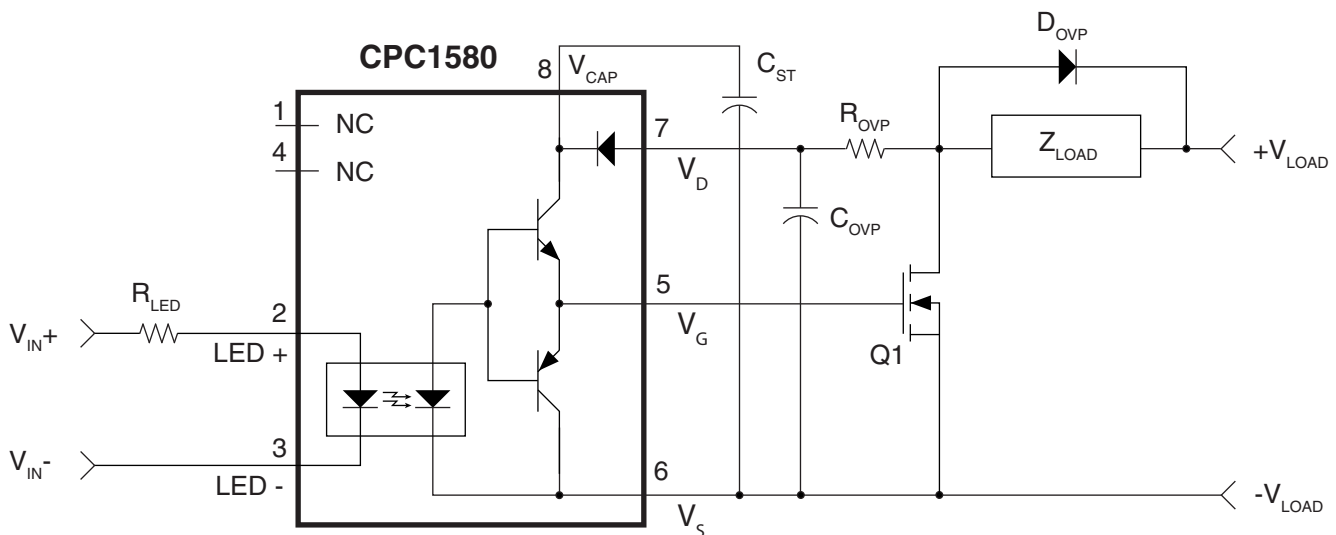 CPC1580
8
V_CAP
C_ST
D_OVP
1
NC
4
NC
7
V_D
R_OVP
Z_LOAD
+V_LOAD
C_OVP
R_LED
V_IN+
2
LED +
5
V_G
Q1
V_IN-
3
LED -
6
V_S
-V_LOAD